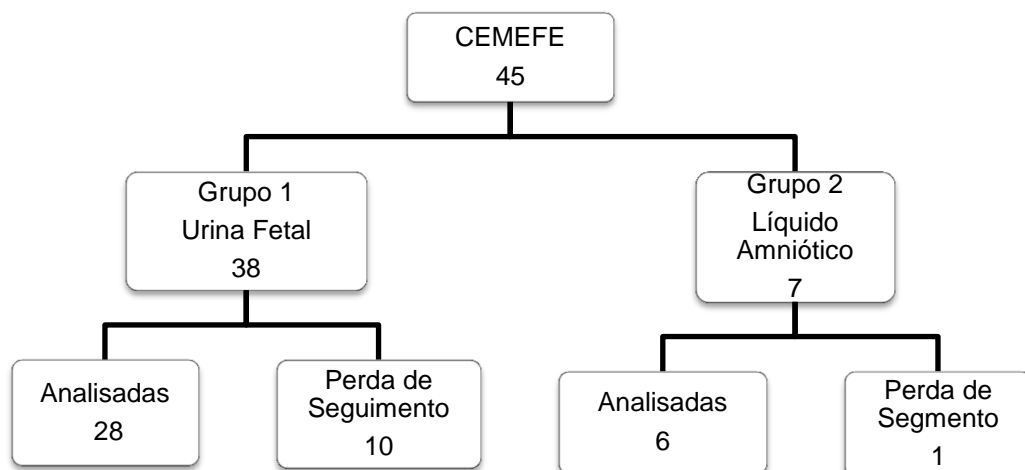 CEMEFE
45
Grupo 1
Urina Fetal
38
Grupo 2
Líquido
Amniótico
7
Analisadas
28
Perda de
Seguimento
10
Analisadas
6
Perda de
Segmento
1